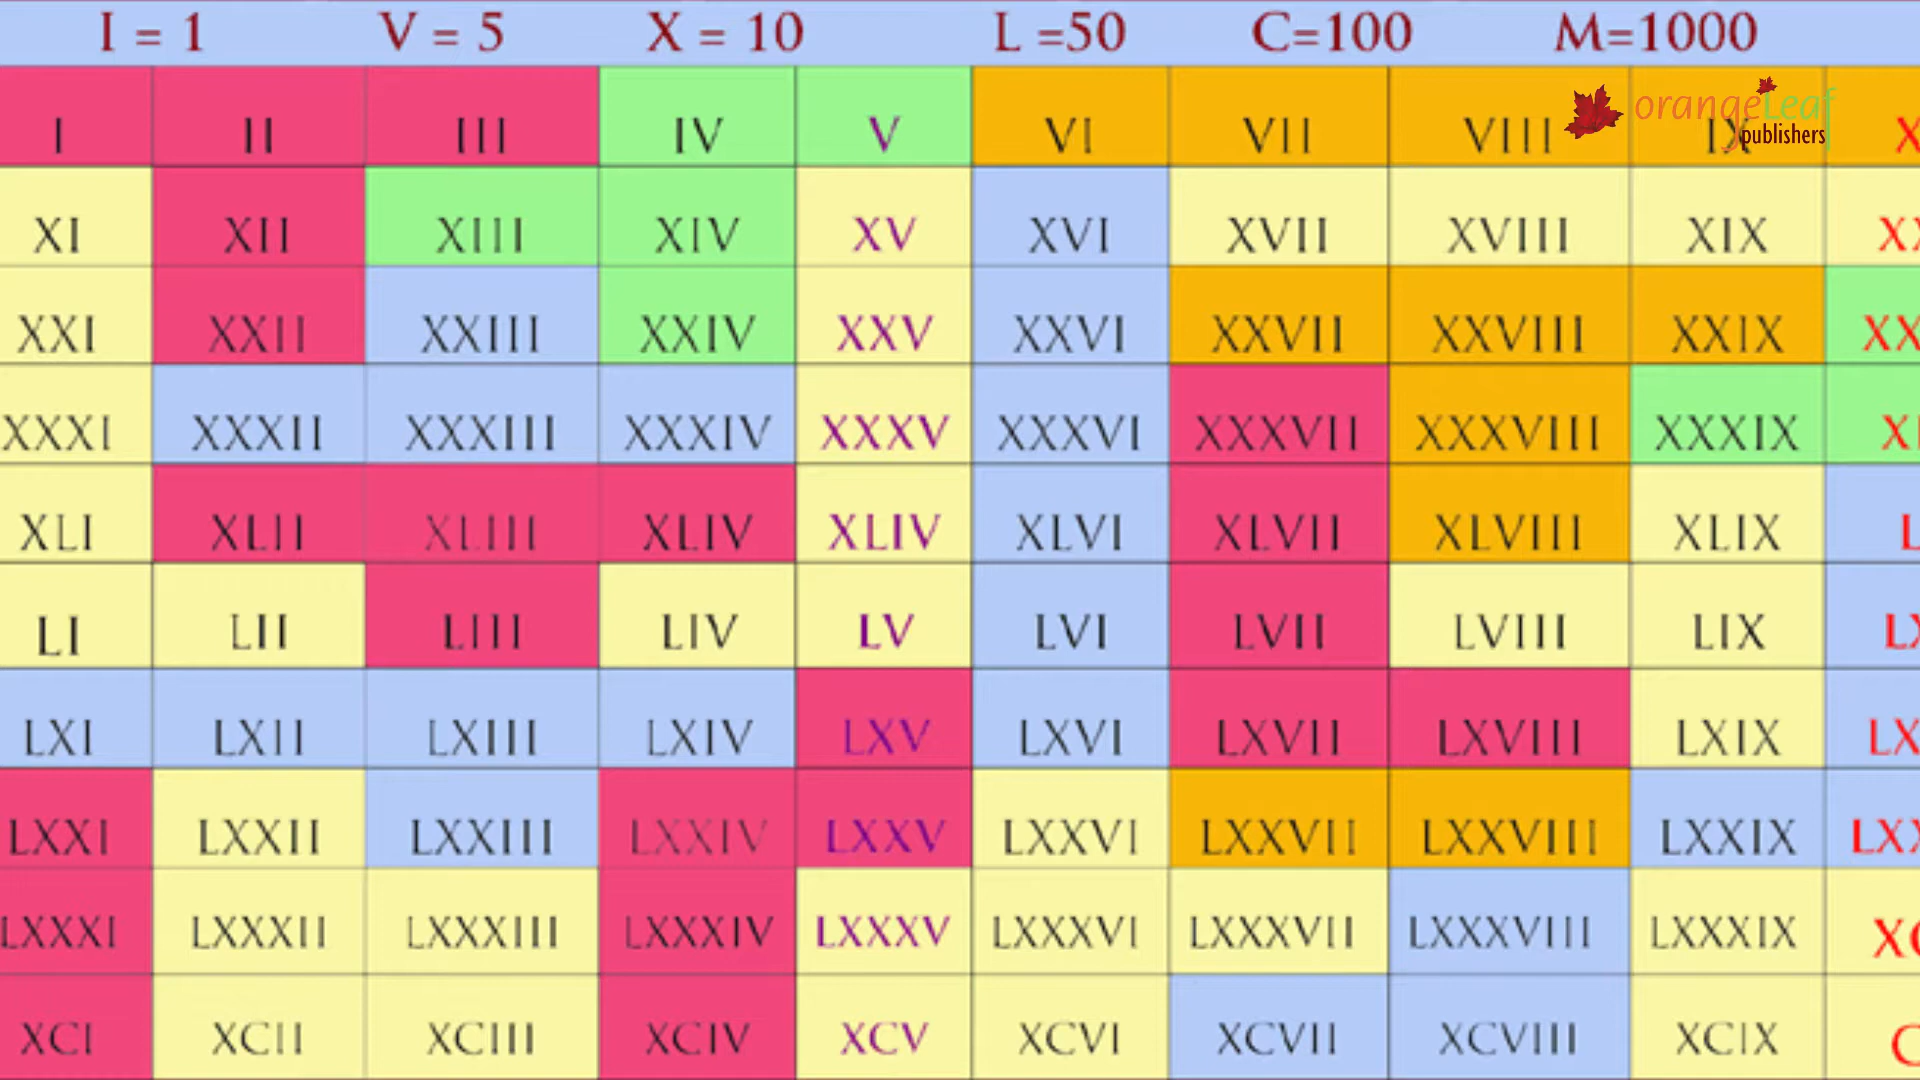 I = 1 V = 5 X = 10 L =50 C=100 M=1000
orangeLeaf
publishers
I II III IV V VI VII VIII IX X
XI XII XIII XIV XV XVI XVII XVIII XIX
XXI XXII XXIII XXIV XXV XXVI XXVII XXVIII XXIX
XXXI XXXII XXXIII XXXIV XXXV XXXVI XXXVII XXXVIII XXXIX
XLI XLII XLIII XLIV XLIV XLVI XLVII XLVIII XLIX L
LI LII LIII LIV LV LVI LVII LVIII LIX LX
LXI LXII LXIII LXIV LXV LXVI LXVII LXVIII LXIX
LXXI LXXII LXXIII LXXIV LXXV LXXVI LXXVII LXXVIII LXXIX
LXXXI LXXXII LXXXIII LXXXIV LXXXV LXXXVI LXXXVII LXXXVIII LXXXIX XC
XCI XCII XCIII XCIV XCV XCVI XCVII XCVIII XCIX C